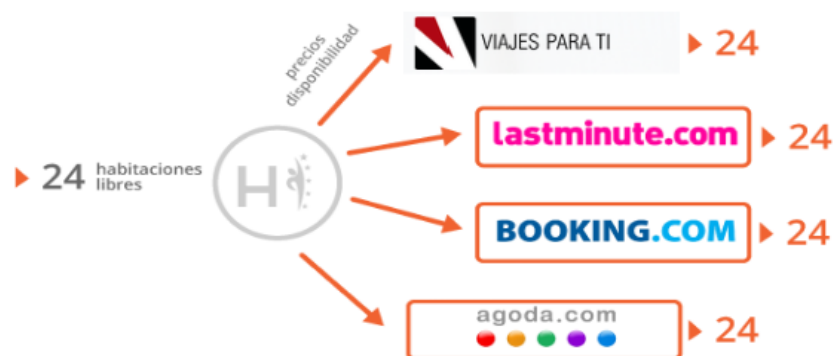 precios
disponibilidad
VIAJES PARA TI
24
lastminute.com
24
24 habitaciones
libres
H
BOOKING.COM
24
agoda.com
24